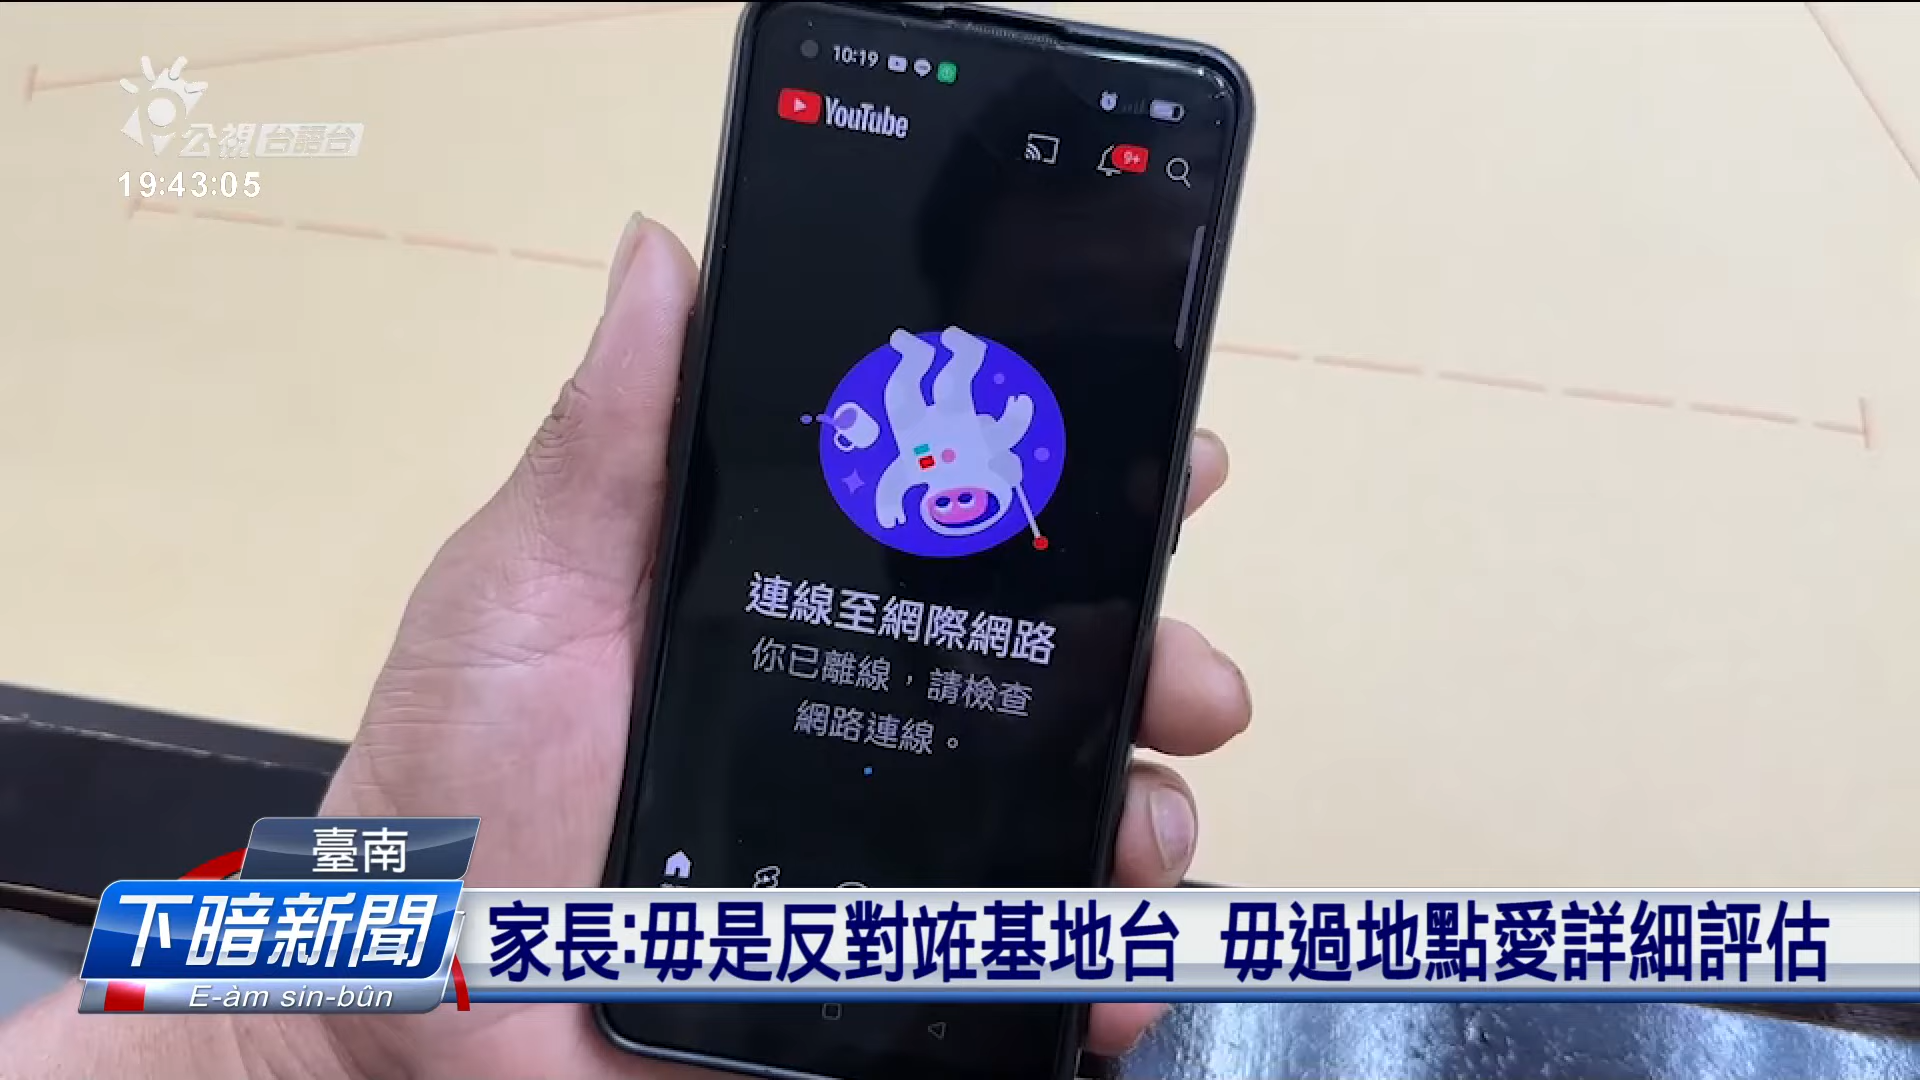 公視台語台
19:43:05
10:19
YouTube
9+
連線至網際網路
你已離線，請檢查
網路連線。
臺南
下暗新聞
E-àm sin-bûn
家長:毋是反對竚基地台 毋過地點愛詳細評估